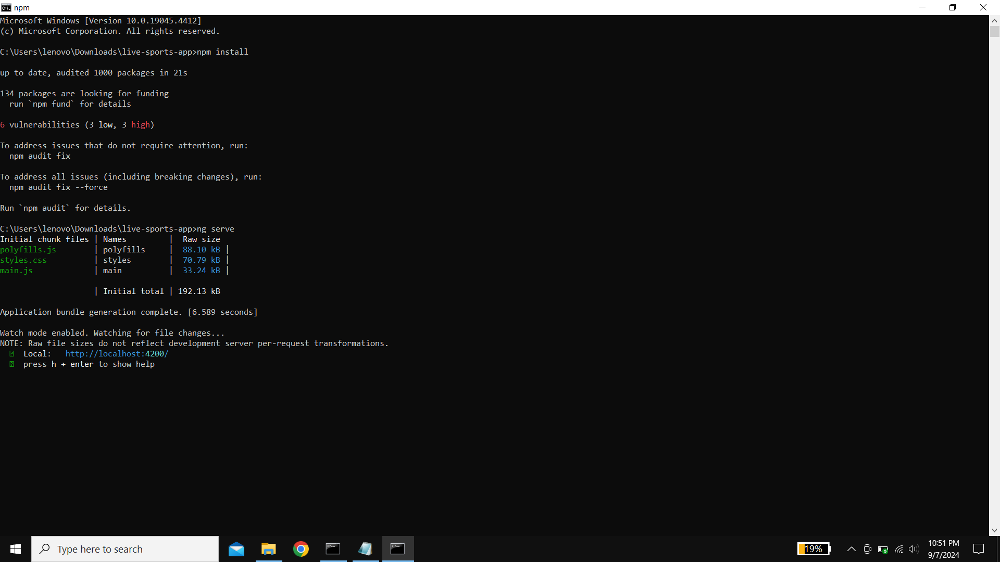 npm
Microsoft Windows [Version 10.0.19045.4412]
(c) Microsoft Corporation. All rights reserved.
C:\Users\lenovo\Downloads\live-sports-app>npm install
up to date, audited 1000 packages in 21s
134 packages are looking for funding
  run `npm fund` for details
6 vulnerabilities (3 low, 3 high)
To address issues that do not require attention, run:
  npm audit fix
To address all issues (including breaking changes), run:
  npm audit fix --force
Run `npm audit` for details.
C:\Users\lenovo\Downloads\live-sports-app>ng serve
Initial chunk files | Names         |  Raw size
polyfills.js        | polyfills     |  88.10 kB |
styles.css          | styles        |  70.79 kB |
main.js             | main          |  33.24 kB |
                    | Initial total | 192.13 kB
Application bundle generation complete. [6.589 seconds]
Watch mode enabled. Watching for file changes...
NOTE: Raw file sizes do not reflect development server per-request transformations.
Local:   http://localhost:4200/
press h + enter to show help
Type here to search
19%
10:51 PM
9/7/2024